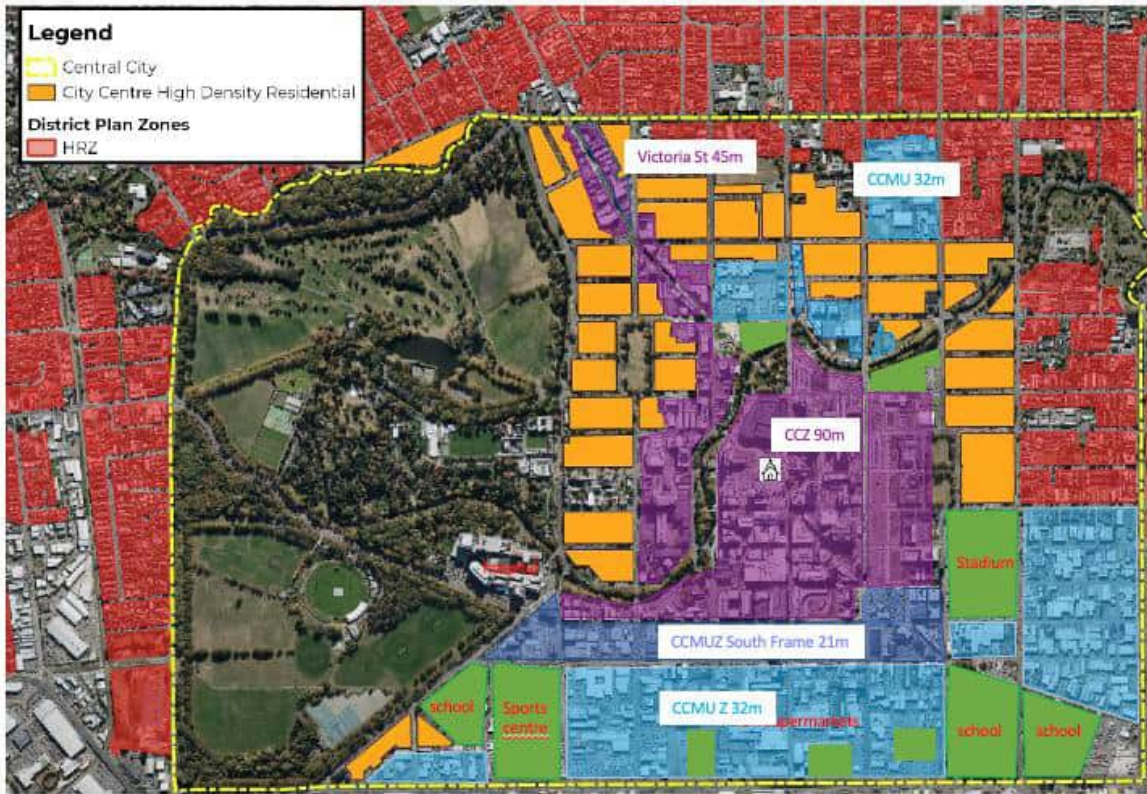 Legend
Central City
City Centre High Density Residential
District Plan Zones
HRZ
Victoria St 45m
CCMU 32m
CCZ 90m
Stadium
CCMUZ South Frame 21m
school
Sports
centre
CCMU Z 32m
school
school